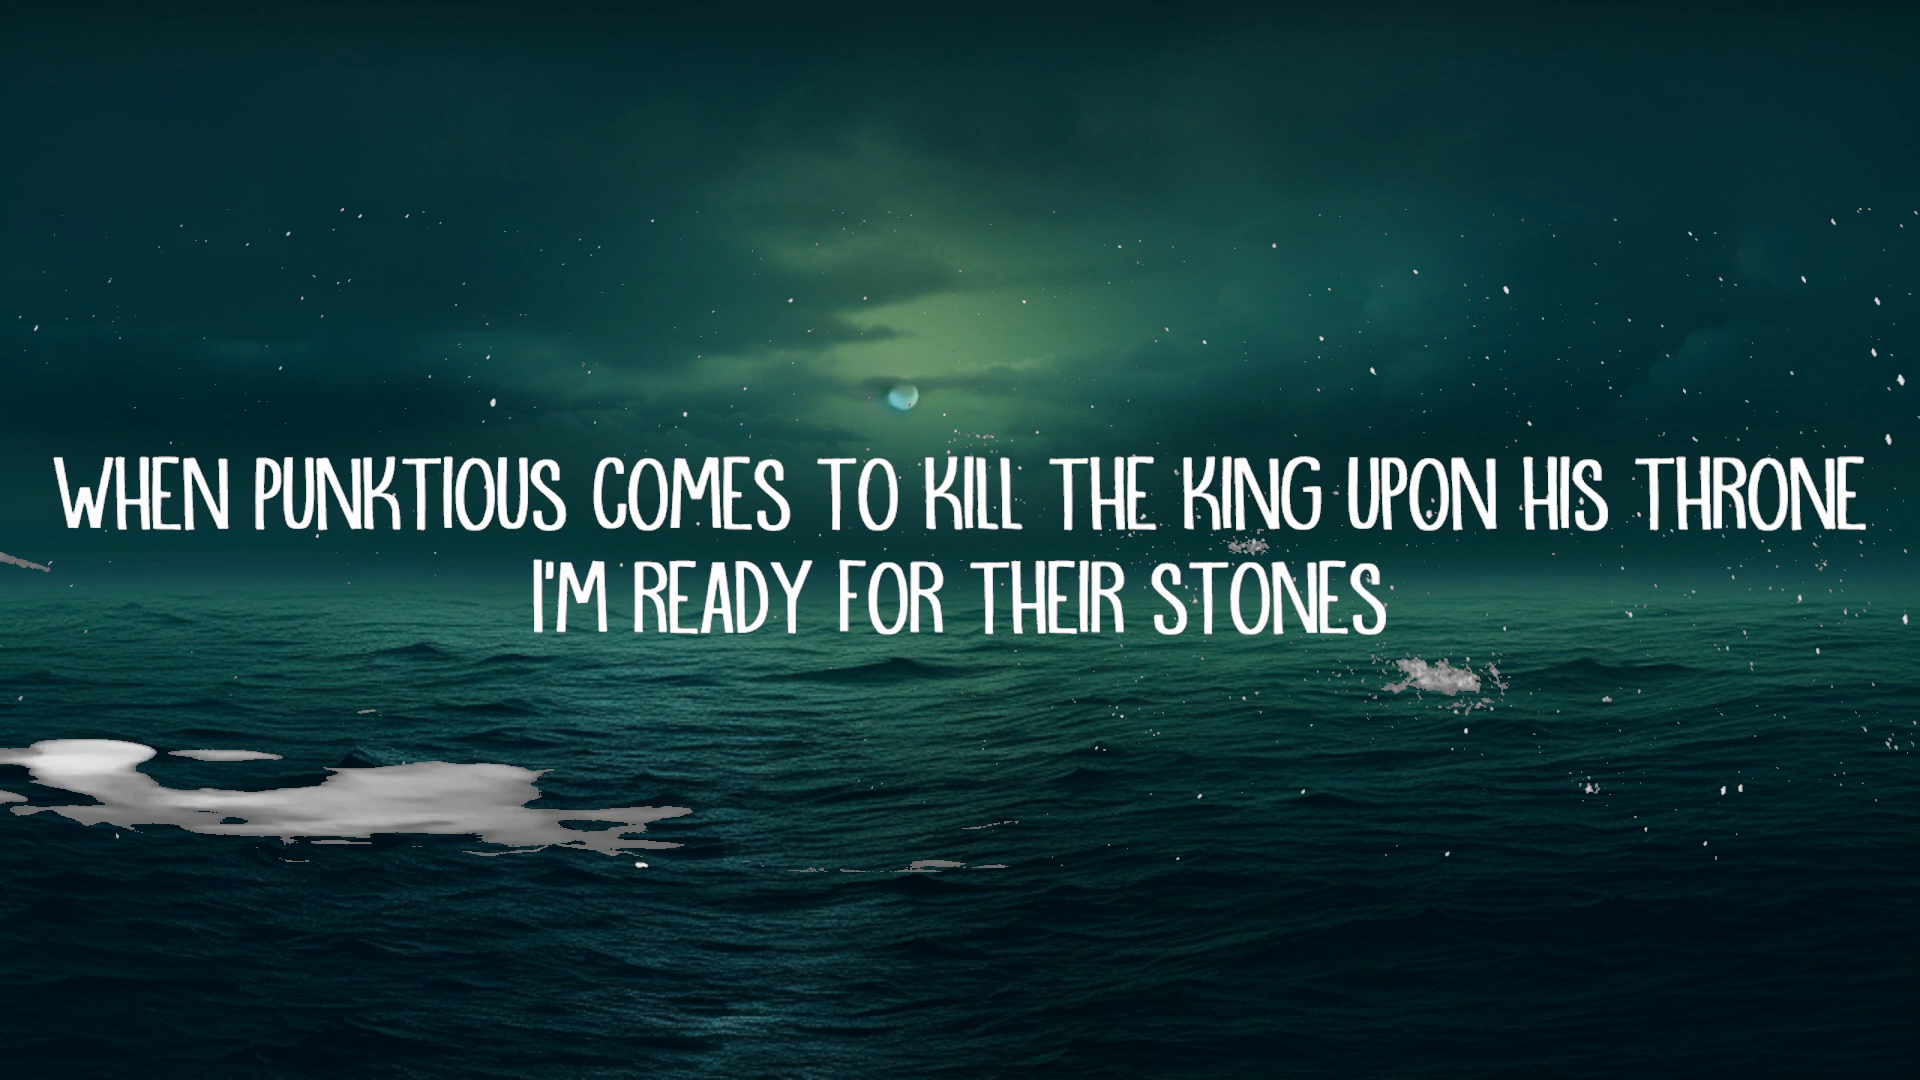 WHEN PUNKTIOUS COMES TO KILL THE KING UPON HIS THRONE
I'M READY FOR THEIR STONES